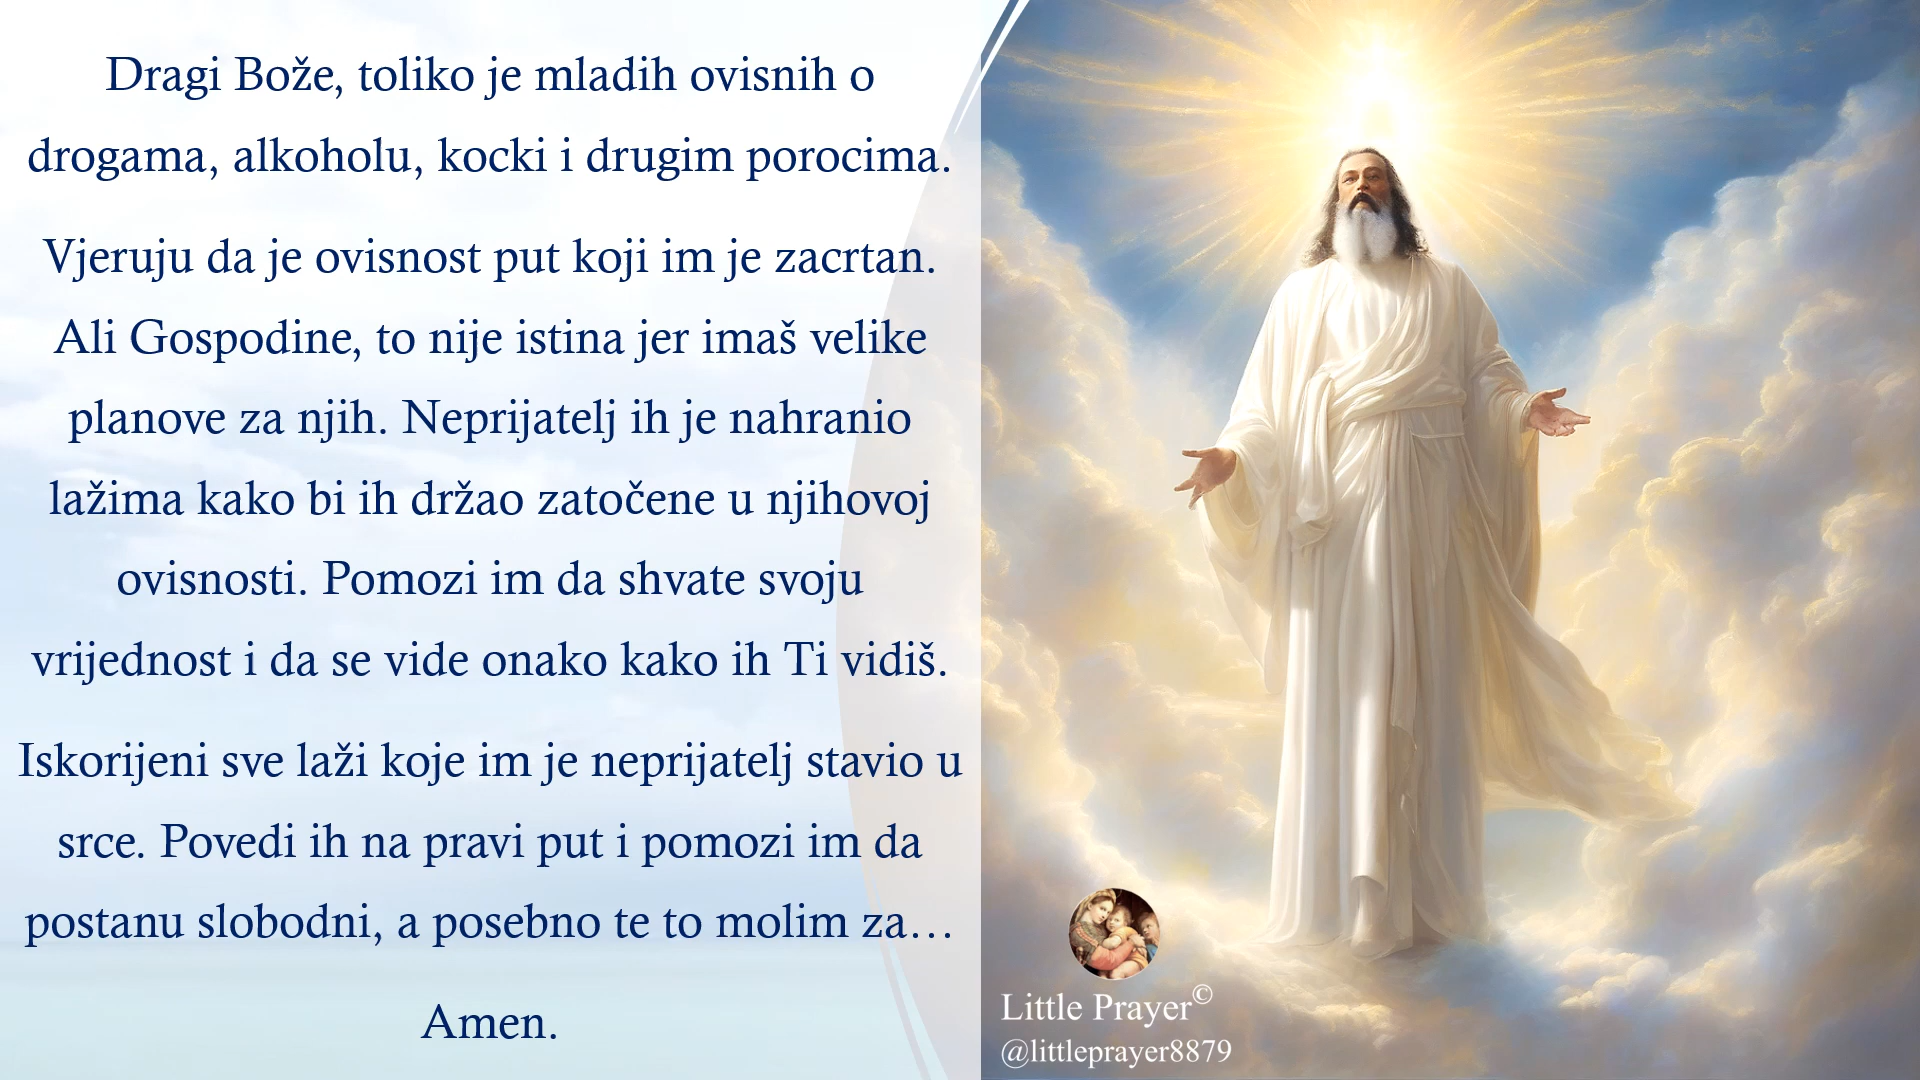 Dragi Bože, toliko je mladih ovisnih o
drogama, alkoholu, kocki i drugim porocima.
Vjeruju da je ovisnost put koji im je zacrtan.
Ali Gospodine, to nije istina jer imaš velike
planove za njih. Neprijatelj ih je nahranio
lažima kako bi ih držao zatočene u njihovoj
ovisnosti. Pomozi im da shvate svoju
vrijednost i da se vide onako kako ih Ti vidiš.
Iskorijeni sve laži koje im je neprijatelj stavio u
srce. Povedi ih na pravi put i pomozi im da
postanu slobodni, a posebno te to molim za…
Amen.
Little Prayer©
@littleprayer8879